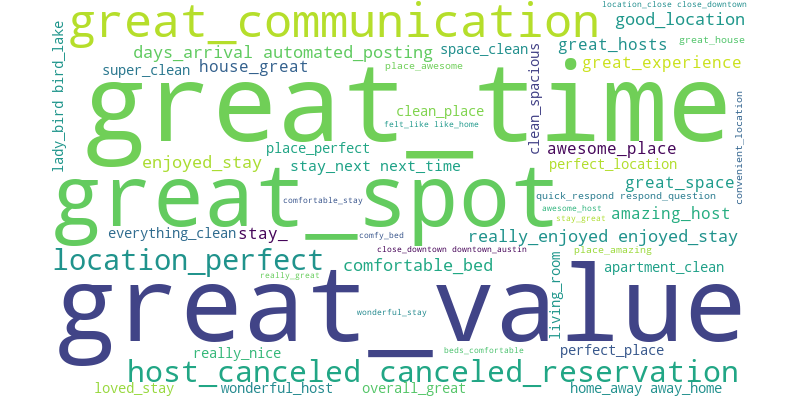 location_close close_downtown
great_communication
good_location
lady_bird bird_lake
days_arrival automated_posting
space_clean
great_hosts
great_house
super_clean
house_great
place_awesome
clean_spacious
great_experience
great_time
clean_place
felt_like like_home
convenient_location
place_perfect
awesome_place
enjoyed_stay
stay_next next_time
perfect_location
great_spot
great_space
comfortable_stay
quick_respond respond_question
awesome_host
amazing_host
stay_great
everything_clean
stay_
comfy_bed
really_enjoyed enjoyed_stay
close_downtown downtown_austin
place_amazing
location_perfect
comfortable_bed
living_room
apartment_clean
really_great
great_value
wonderful_stay
really_nice
beds_comfortable
perfect_place
host_canceled canceled_reservation
loved_stay
wonderful_host
overall_great
home_away away_home